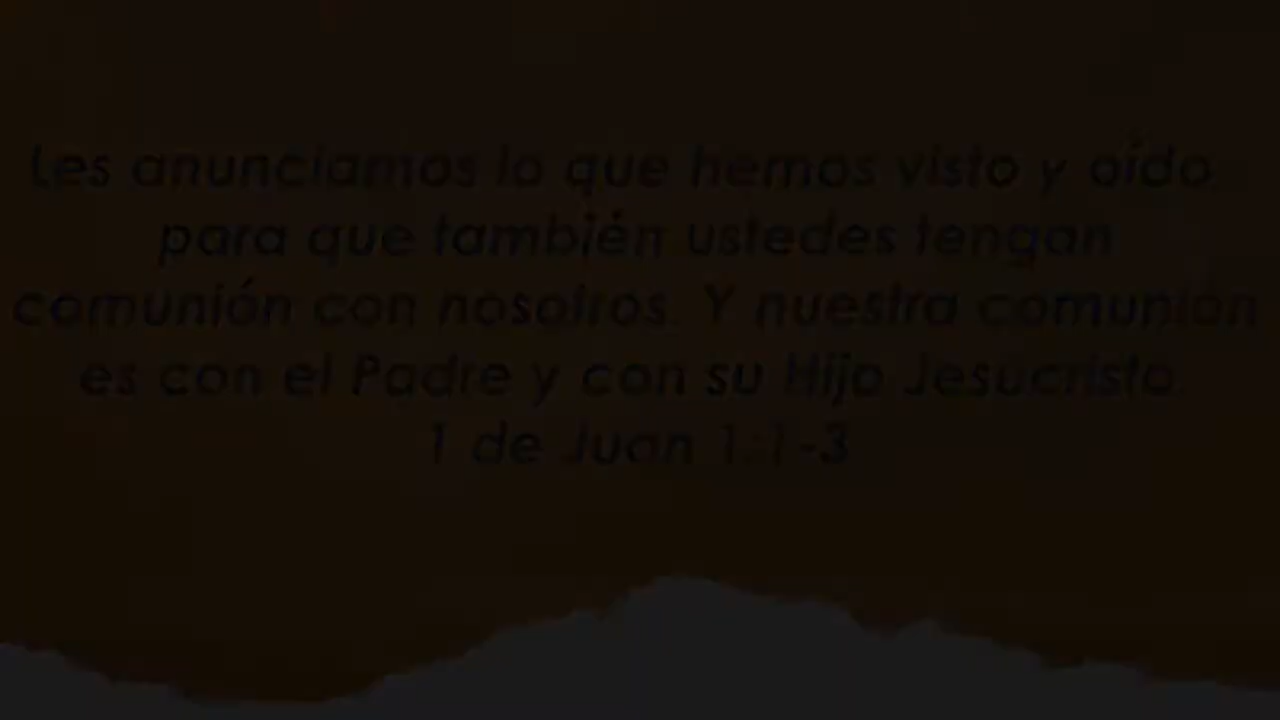 Les anunciamos lo que hemos visto y oído
para que también ustedes tengan
comunión con nosotros. Y nuestra comunión
es con el Padre y con su Hijo Jesucristo.
1 de Juan 1:1-3